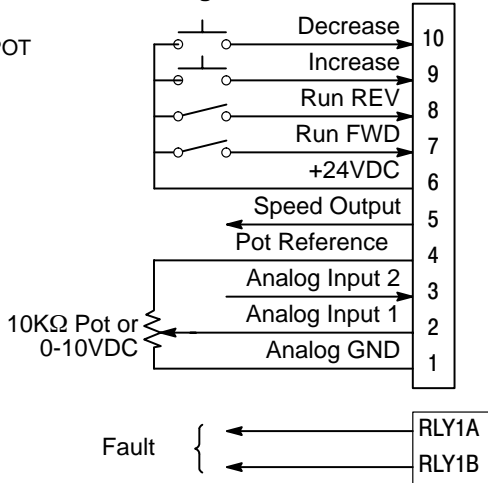 OT
Decrease 10
Increase 9
Run REV 8
Run FWD 7
+24VDC 6
Speed Output 5
Pot Reference 4
Analog Input 2 3
Analog Input 1 2
10KΩ Pot or
0-10VDC
Analog GND 1
Fault
RLY1A
RLY1B